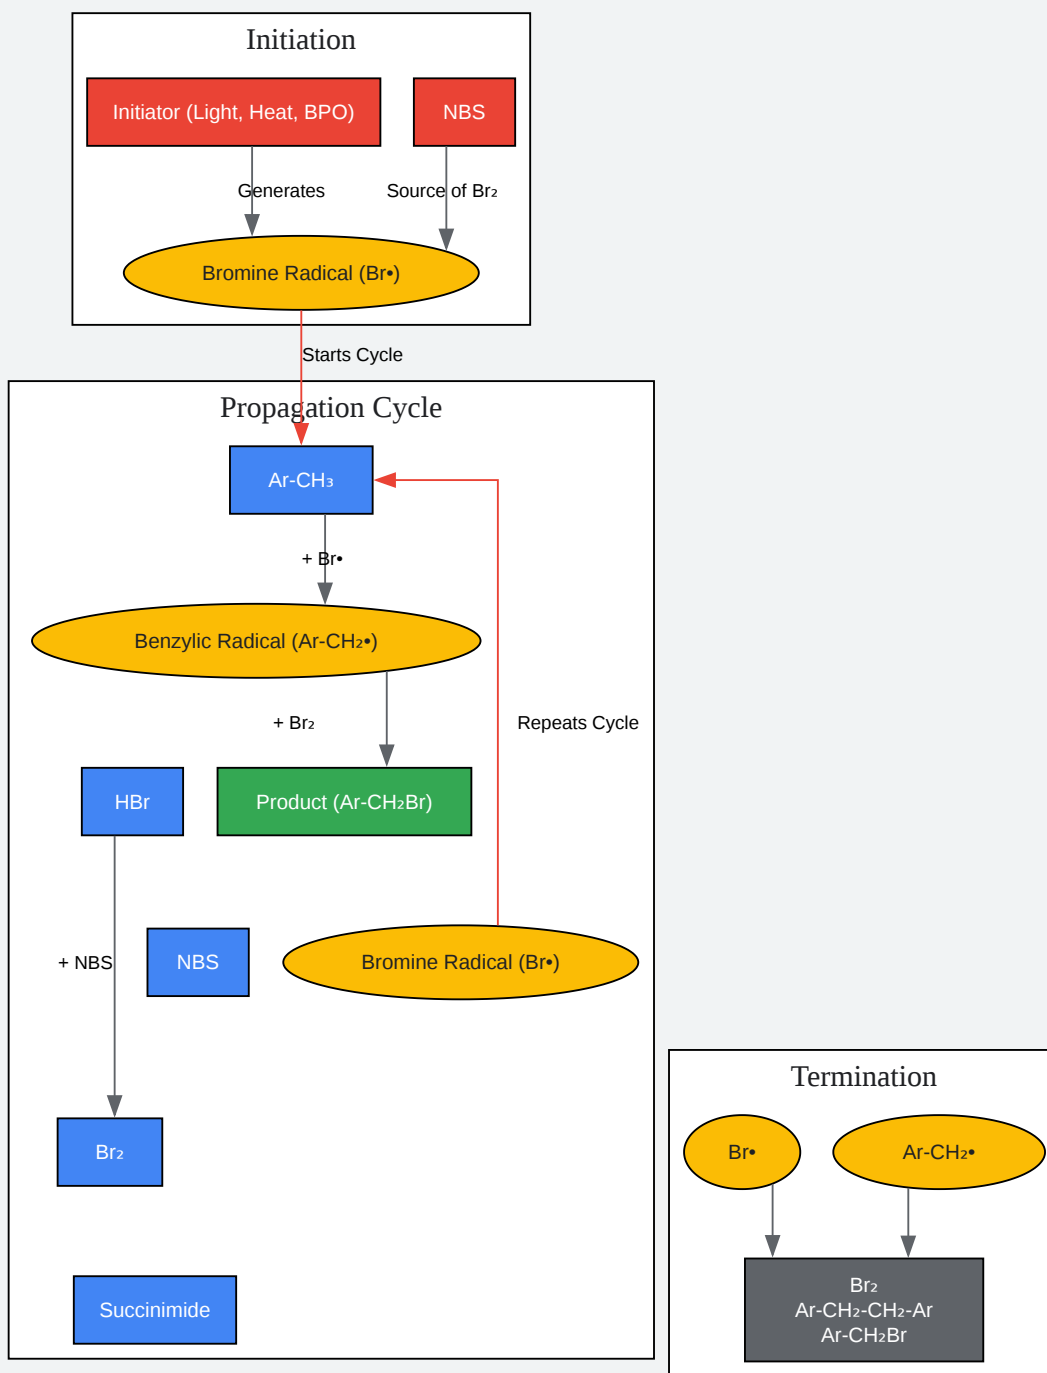 Initiation
Initiator (Light, Heat, BPO)
NBS
Generates
Source of Br₂
Bromine Radical (Br•)
Starts Cycle
Propagation Cycle
Ar-CH₃
+ Br•
Benzylic Radical (Ar-CH₂•)
+ Br₂
Repeats Cycle
HBr
Product (Ar-CH₂Br)
+ NBS
NBS
Bromine Radical (Br•)
Br₂
Succinimide
Termination
Br•
Ar-CH₂•
Br₂
Ar-CH₂-CH₂-Ar
Ar-CH₂Br